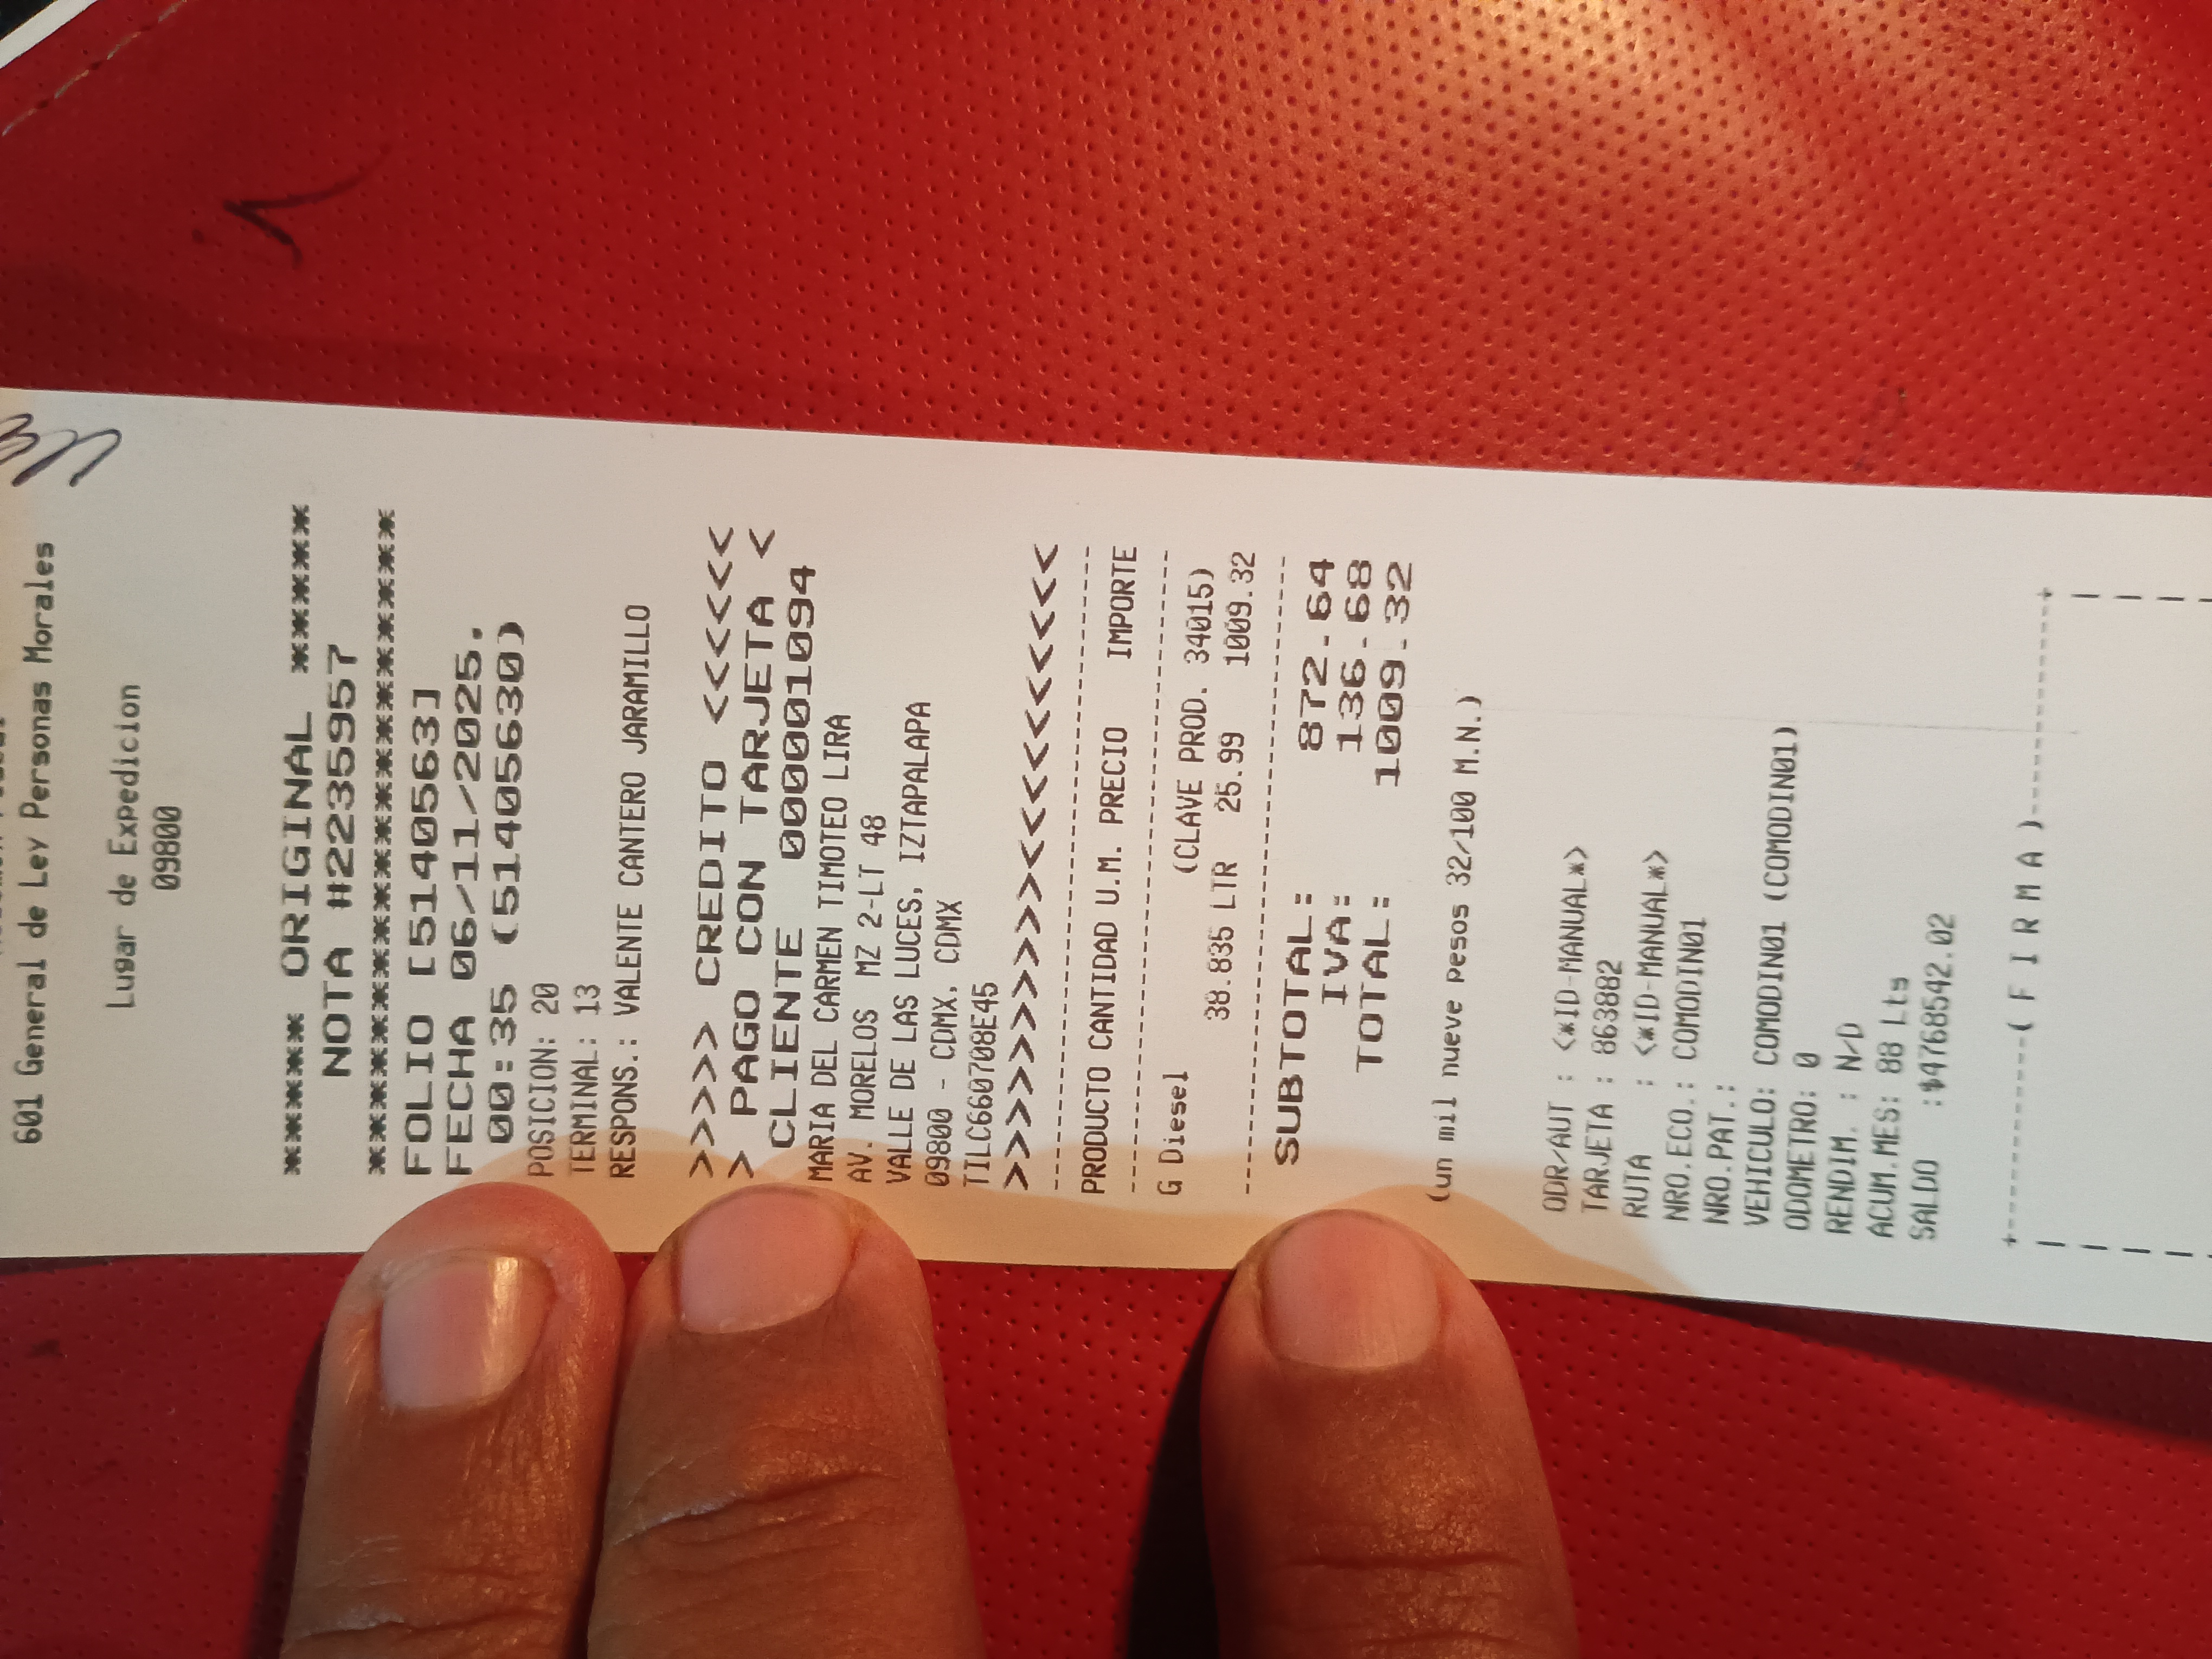 601 General de Ley Personas Morales
Lugar de Expedicion
09800
****** ORIGINAL ******
NOTA #2235957
**************************
FOLIO [51405563]
FECHA 06/11/2025,
00:35 (514055630)
POSICION: 20
TERMINAL: 13
RESPONS.: VALENTE CANTERO JARAMILLO
>>>>> CREDITO <<<<<<
> PAGO CON TARJETA <
CLIENTE 0000001094
MARIA DEL CARMEN TIMOTEO LIRA
AV. MORELOS MZ 2-LT 48
VALLE DE LAS LUCES, IZTAPALAPA
09800 - CDMX, CDMX
TILC660708E45
>>>>>>>>>>><<<<<<<<<<<
--------------------------------
PRODUCTO CANTIDAD U.M. PRECIO IMPORTE
--------------------------------
G Diesel (CLAVE PROD. 34015)
38.835 LTR 25.99 1009.32
--------------------------------
SUBTOTAL: 872.64
IVA: 136.68
TOTAL: 1009.32
(un mil nueve Pesos 32/100 M.N.)
ODR/AUT : <*ID-MANUAL*>
TARJETA : 863882
RUTA : <*ID-MANUAL*>
NRO.ECO.: COMODIN01
NRO.PAT.:
VEHICULO: COMODIN01 (COMODIN01)
ODOMETRO: 0
RENDIM. : N/D
ACUM.MES: 88 Lts
SALDO :$4768542.02
+--------(F I R M A)---------------+